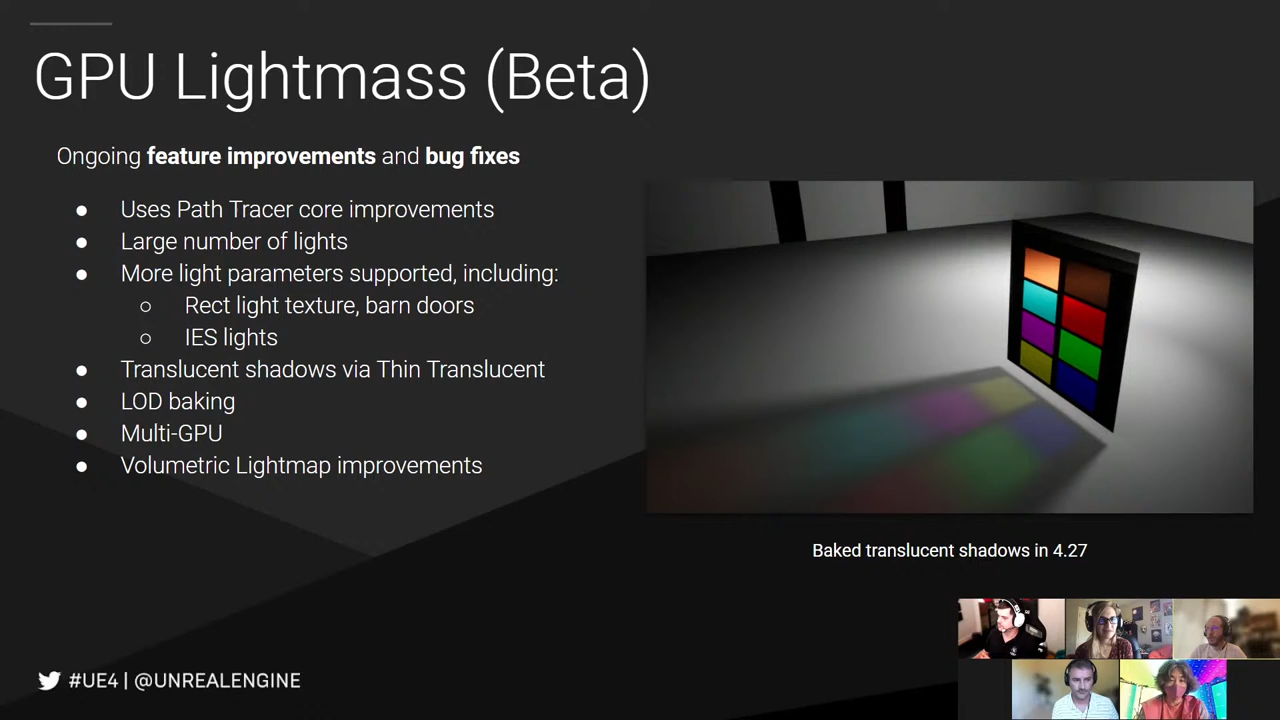 GPU Lightmass (Beta)
Ongoing feature improvements and bug fixes
● Uses Path Tracer core improvements
● Large number of lights
● More light parameters supported, including:
○ Rect light texture, barn doors
○ IES lights
● Translucent shadows via Thin Translucent
● LOD baking
● Multi-GPU
● Volumetric Lightmap improvements
Baked translucent shadows in 4.27
#UE4 | @UNREALENGINE